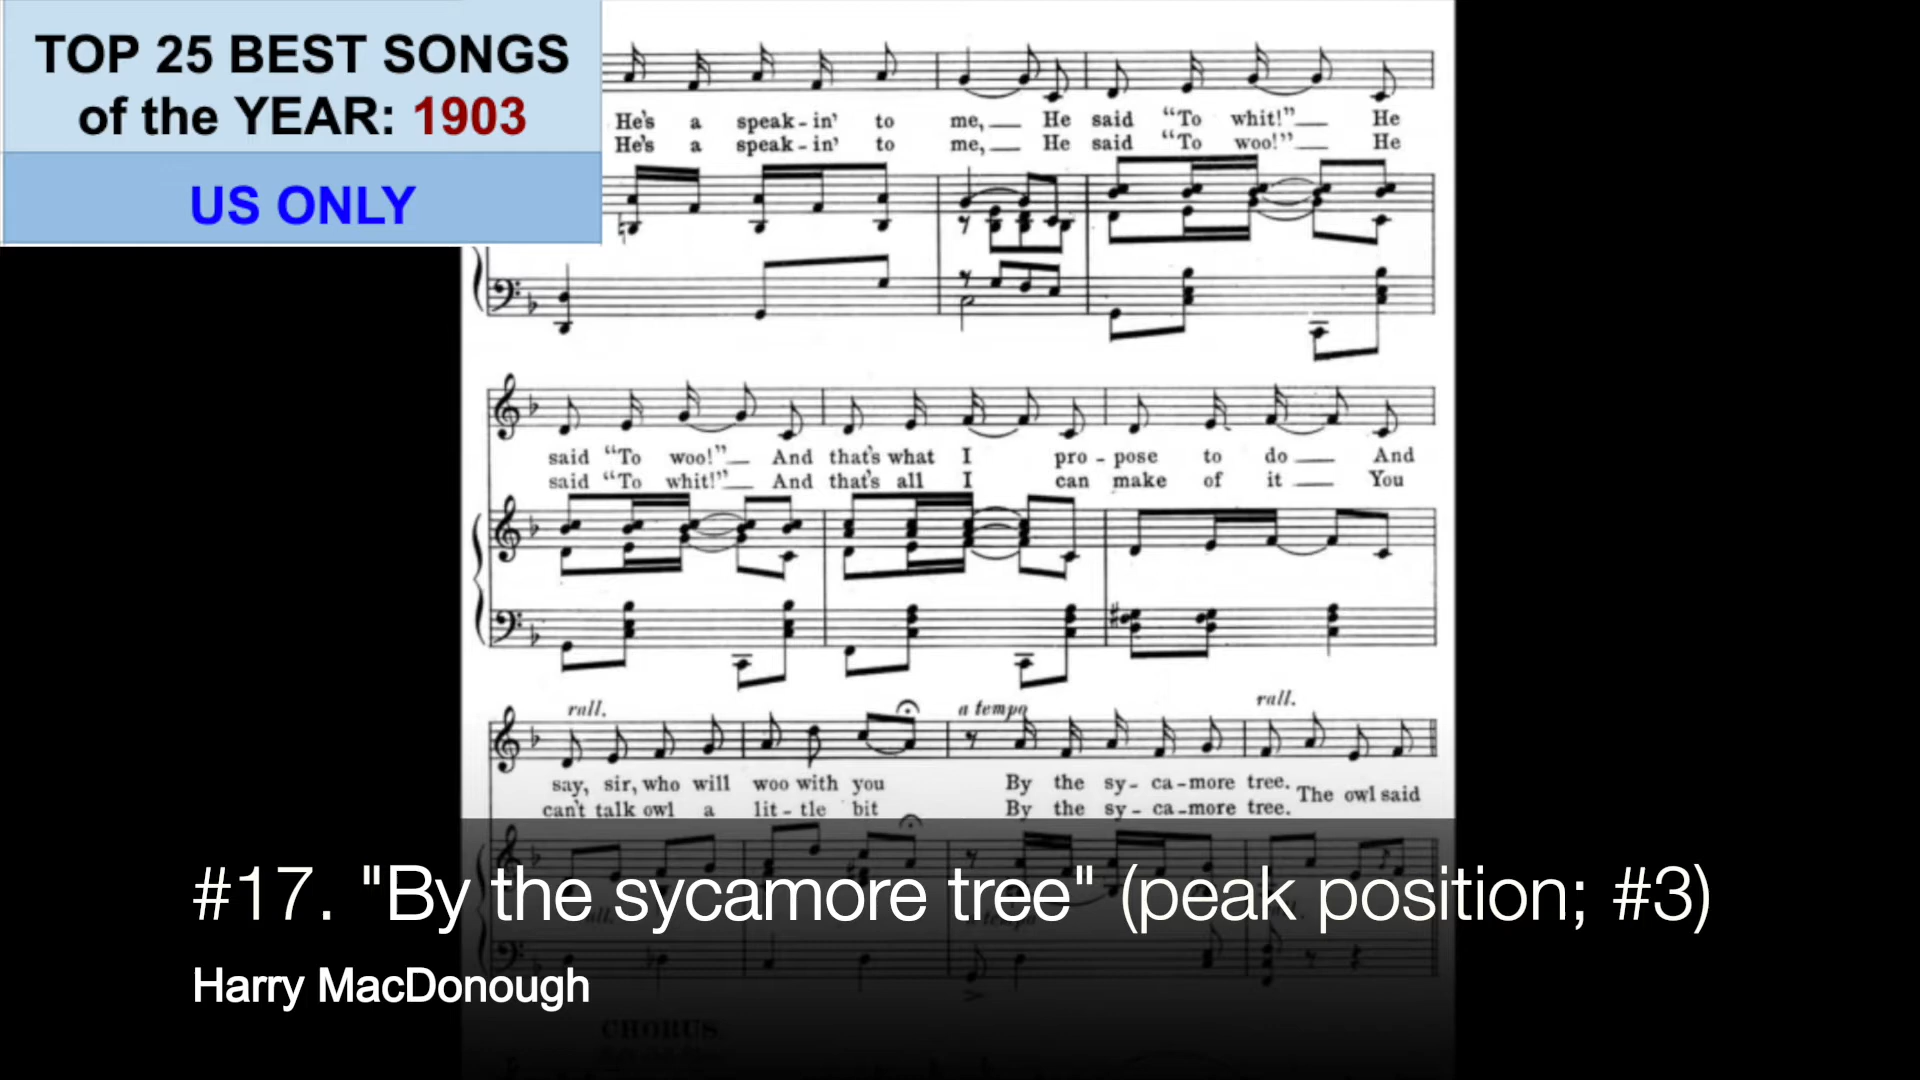 TOP 25 BEST SONGS
of the YEAR: 1903
US ONLY
He's a speak-in' to me, He said “To whit!” He
He's a speak-in' to me, He said “To woo!” He
said “To woo!” And that's what I pro-pose to do And
said “To whit!” And that's all I can make of it You
rall. a tempo rall.
say, sir, who will woo with you By the sy-ca-more tree. The owl said
can't talk owl a lit-tle bit By the sy-ca-more tree.
#17. "By the sycamore tree" (peak position; #3)
Harry MacDonough
CHORUS